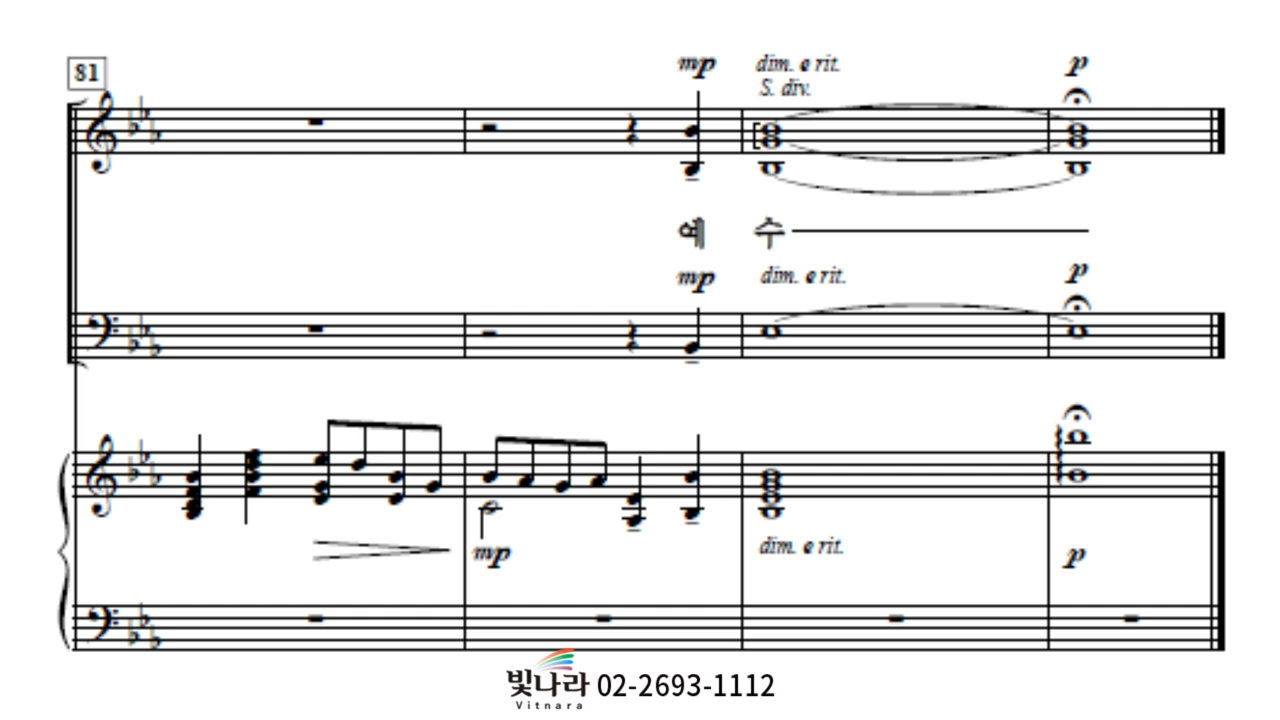 81
mp
dim. e rit.
p
S. div.
예 수
mp
dim. e rit.
p
mp
dim. e rit.
p
빛나라 02-2693-1112
Vitnara